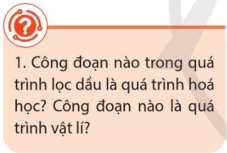 1. Công đoạn nào trong quá
trình lọc dầu là quá trình hoá
học? Công đoạn nào là quá
trình vật lí?